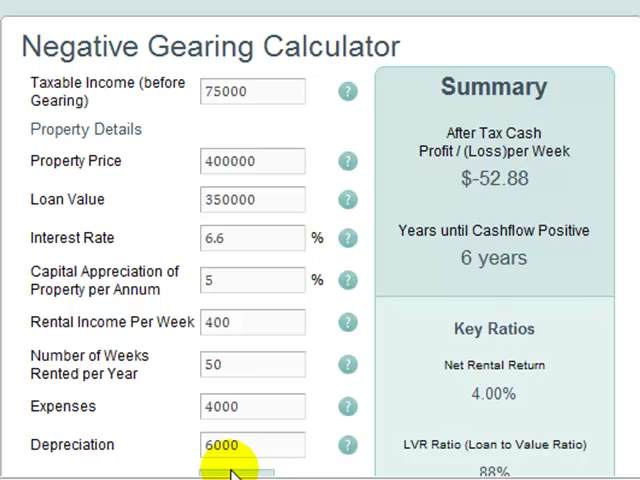 Negative Gearing Calculator
Taxable Income (before
Gearing)
75000
?
Property Details
Property Price
400000
?
Loan Value
350000
?
Interest Rate
6.6
%
?
Capital Appreciation of
Property per Annum
5
%
?
Rental Income Per Week
400
?
Number of Weeks
Rented per Year
50
?
Expenses
4000
?
Depreciation
6000
?
Summary
After Tax Cash
Profit / (Loss)per Week
$-52.88
Years until Cashflow Positive
6 years
Key Ratios
Net Rental Return
4.00%
LVR Ratio (Loan to Value Ratio)
88%